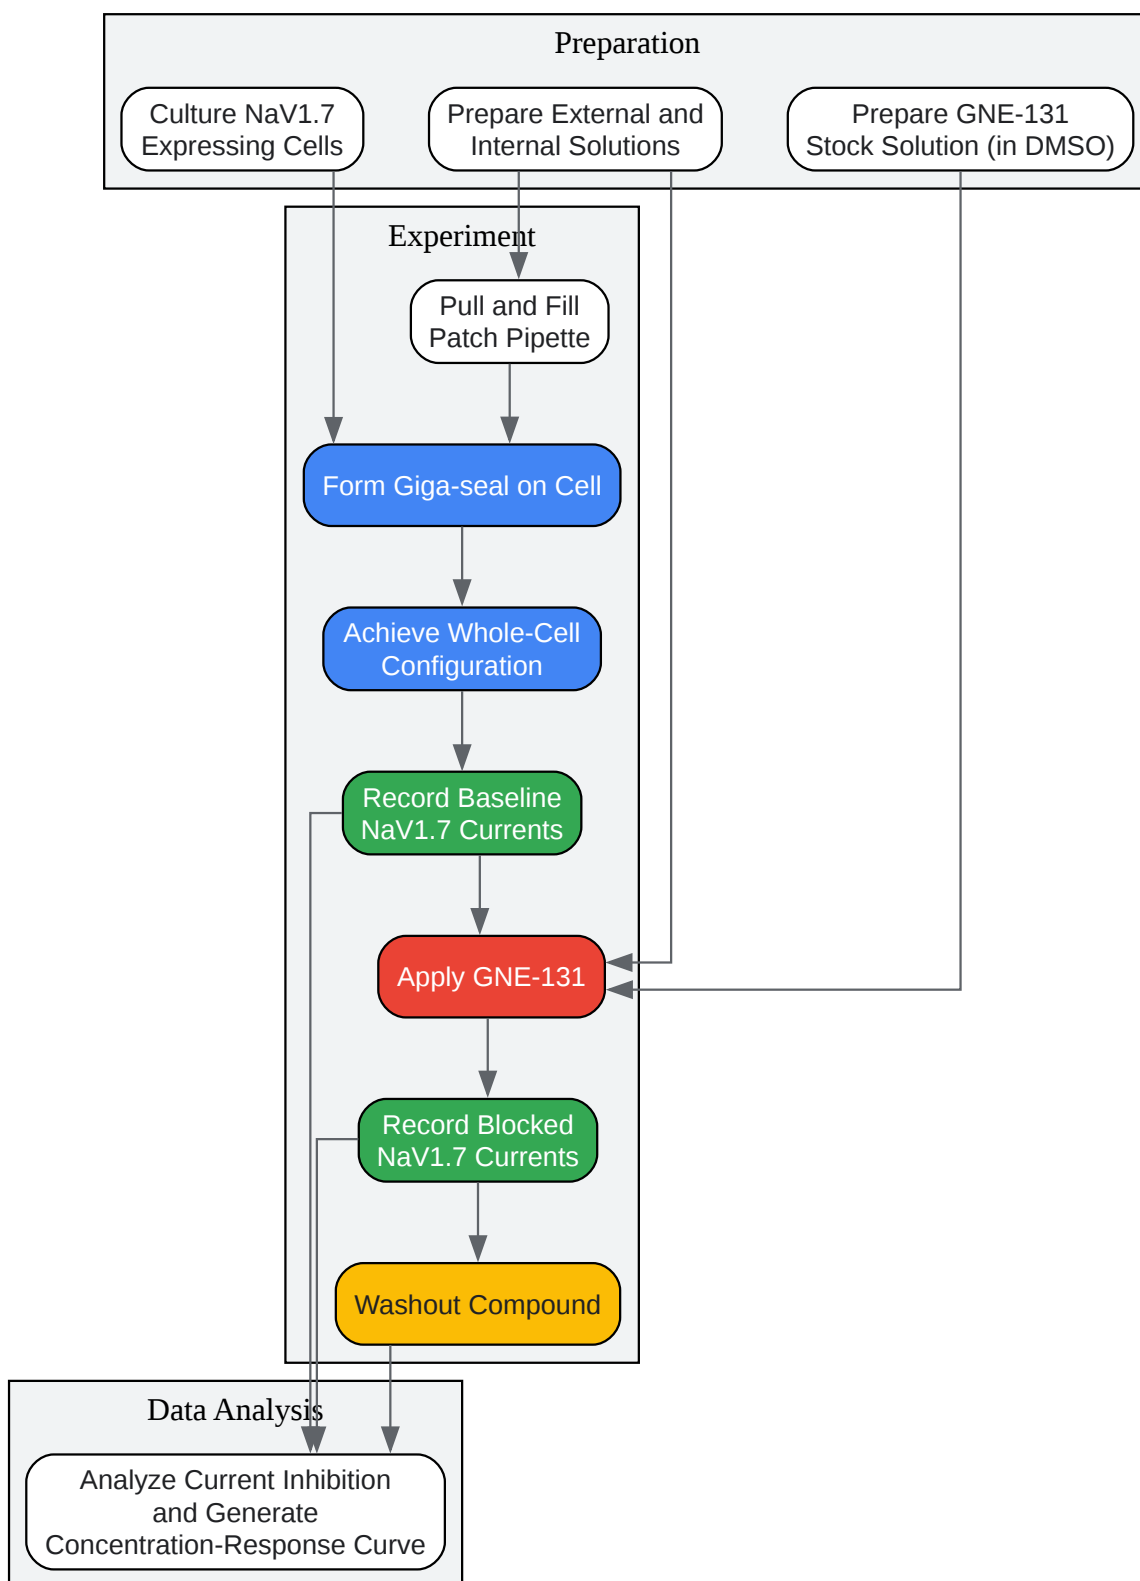 Preparation
Culture NaV1.7
Expressing Cells
Prepare External and
Internal Solutions
Prepare GNE-131
Stock Solution (in DMSO)
Experiment
Pull and Fill
Patch Pipette
Form Giga-seal on Cell
Achieve Whole-Cell
Configuration
Record Baseline
NaV1.7 Currents
Apply GNE-131
Record Blocked
NaV1.7 Currents
Washout Compound
Data Analysis
Analyze Current Inhibition
and Generate
Concentration-Response Curve